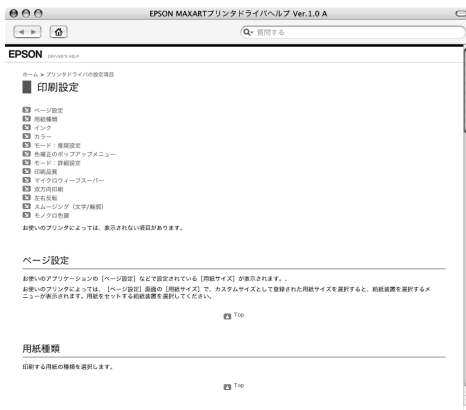 EPSON MAXARTプリンタドライバヘルプ Ver.1.0 A
質問する
EPSON DRIVER'S HELP
ホーム > プリンタドライバの設定項目
印刷設定
ページ設定
用紙種類
インク
カラー
モード：推奨設定
色補正のポップアップメニュー
モード：詳細設定
印刷品質
マイクロウィーブスーパー
双方向印刷
左右反転
スムージング（文字/輪郭）
モノクロ色調
お使いのプリンタによっては、表示されない項目があります。
ページ設定
お使いのアプリケーションの［ページ設定］などで設定されている［用紙サイズ］が表示されます。.
お使いのプリンタによっては、［ページ設定］画面の［用紙サイズ］で、カスタムサイズとして登録された用紙サイズを選択すると、給紙装置を選択するメ
ニューが表示されます。用紙をセットする給紙装置を選択してください。
Top
用紙種類
印刷する用紙の種類を選択します。
Top